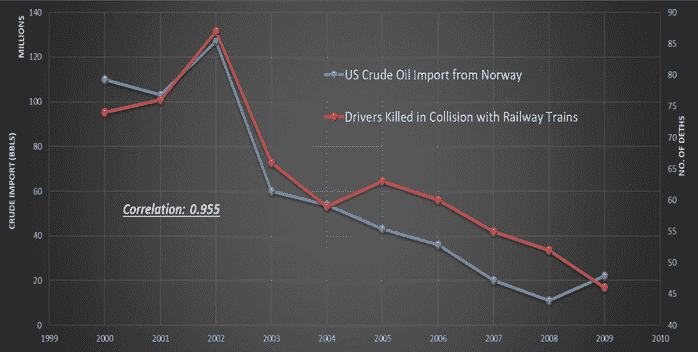 MILLIONS
CRUDE IMPORT (BBLS)
140
120
100
80
60
40
20
0
US Crude Oil Import from Norway
Drivers Killed in Collision with Railway Trains
Correlation: 0.955
90
85
80
75
70
65
60
55
50
45
40
NO. OF DETHS
1999 2000 2001 2002 2003 2004 2005 2006 2007 2008 2009 2010